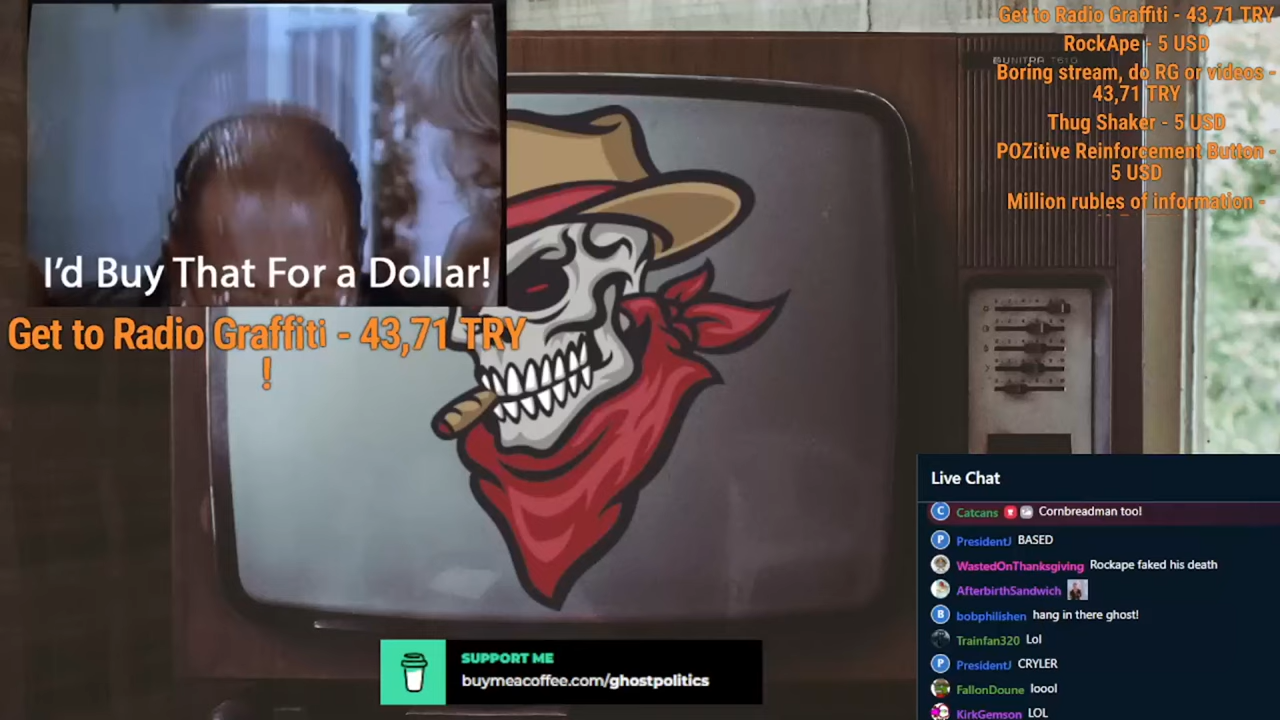 I'd Buy That For a Dollar!
Get to Radio Graffiti - 43,71 TRY
!
Get to Radio Graffiti - 43,71 TRY
RockApe - 5 USD
Boring stream, do RG or videos -
43,71 TRY
Thug Shaker - 5 USD
POZitive Reinforcement Button -
5 USD
Million rubles of information -
UNITRA
SUPPORT ME
buymeacoffee.com/ghostpolitics
Live Chat
C Catcans Cornbreadman too!
P PresidentJ BASED
WastedOnThanksgiving Rockape faked his death
AfterbirthSandwich
B bobphilishen hang in there ghost!
Trainfan320 Lol
P PresidentJ CRYLER
FallonDoune loool
KirkGemson LOL